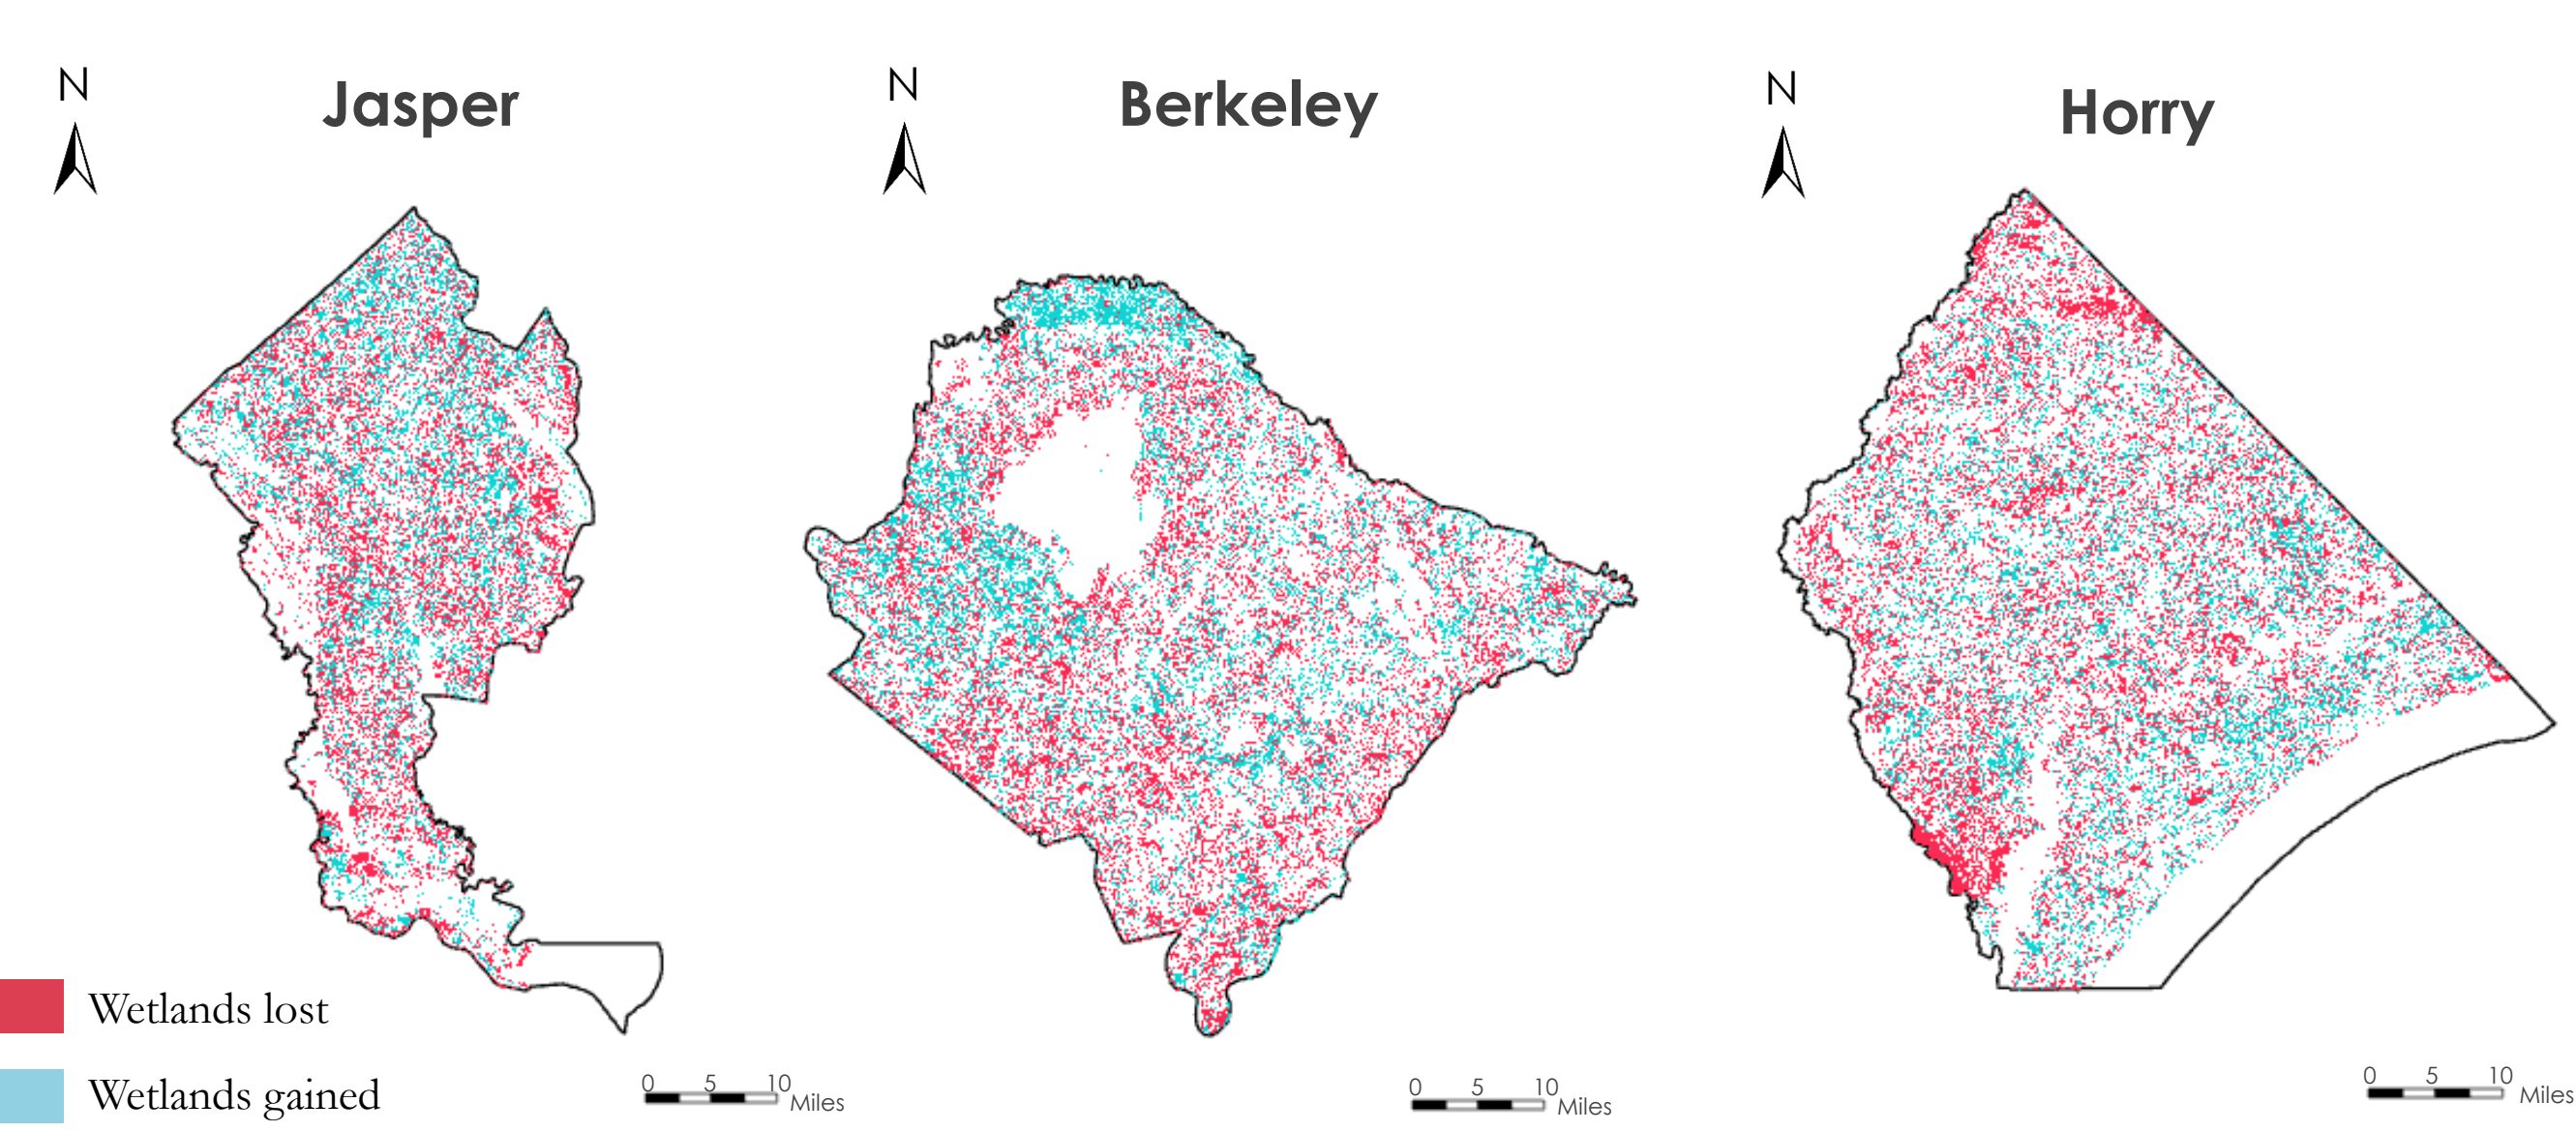 N
Jasper
N
Berkeley
N
Horry
Wetlands lost
Wetlands gained
0 5 10
Miles
0 5 10
Miles
0 5 10
Miles